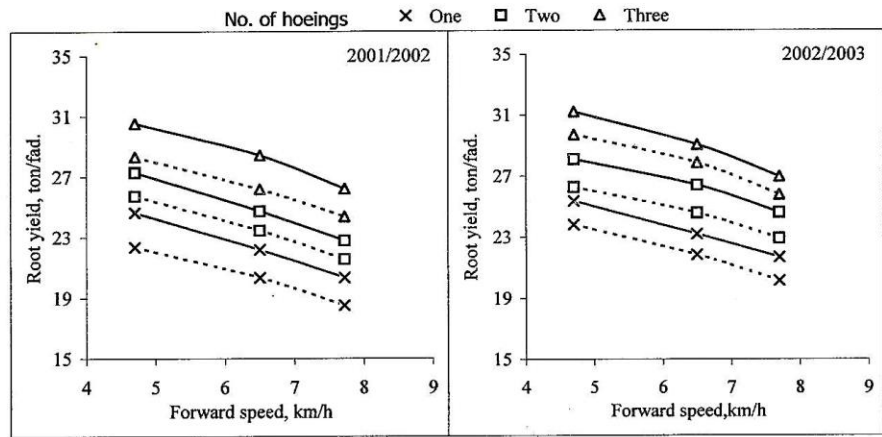 No. of hoeings × One □ Two △ Three
2001/2002
Root yield, ton/fad.
35
31
27
23
19
15
4 5 6 7 8 9
Forward speed, km/h
2002/2003
Root yield, ton/fad.
35
31
27
23
19
15
4 5 6 7 8 9
Forward speed,km/h